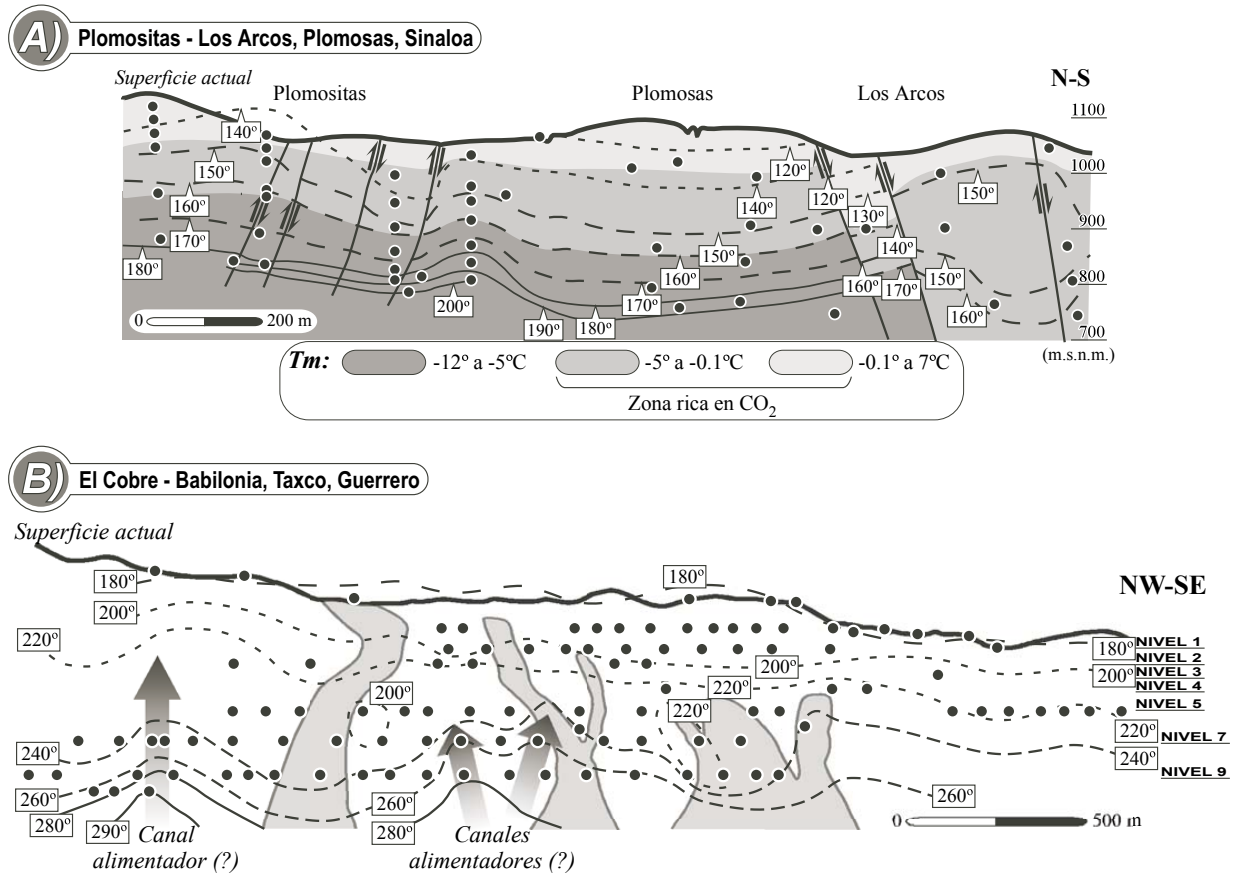 A) Plomositas - Los Arcos, Plomosas, Sinaloa
Superficie actual
N-S
Plomositas
Plomosas
Los Arcos
1100
1000
900
800
700
(m.s.n.m.)
140º
150º
160º
170º
180º
200º
190º
180º
170º
160º
150º
140º
120º
120º
130º
140º
150º
160º
170º
150º
160º
0 200 m
Tm: -12º a -5ºC -5º a -0.1ºC -0.1º a 7ºC
Zona rica en CO2
B) El Cobre - Babilonia, Taxco, Guerrero
Superficie actual
NW-SE
180º
200º
220º
180º
200º
200º
220º
220º
180º
200º
220º
240º
NIVEL 1
NIVEL 2
NIVEL 3
NIVEL 4
NIVEL 5
NIVEL 7
NIVEL 9
240º
260º
280º
290º
260º
280º
260º
Canal
alimentador (?)
Canales
alimentadores (?)
0 500 m